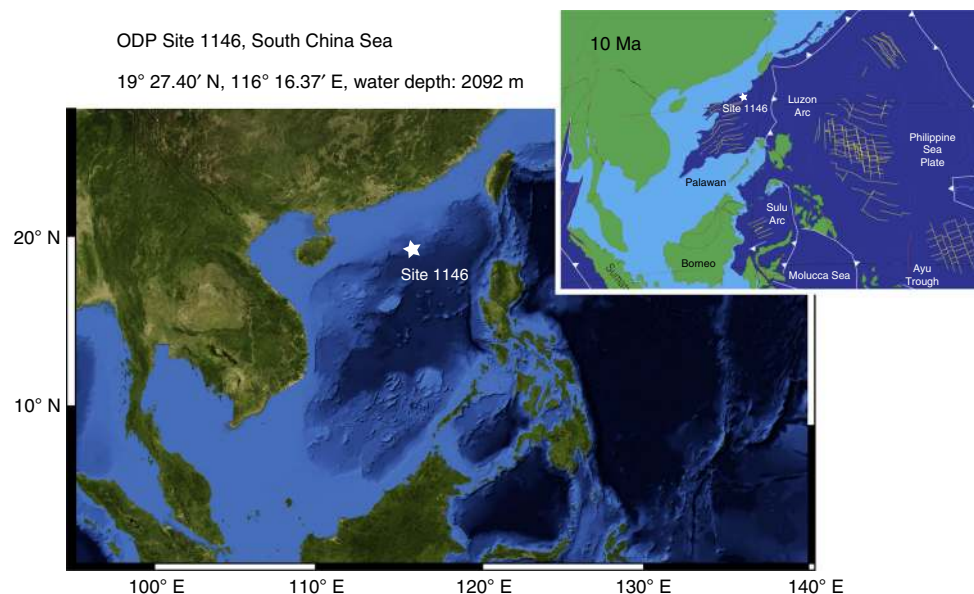 ODP Site 1146, South China Sea
19° 27.40′ N, 116° 16.37′ E, water depth: 2092 m
10 Ma
Site 1146
Luzon
Arc
Philippine
Sea
Plate
Palawan
Sulu
Arc
Borneo
Molucca Sea
Ayu
Trough
20° N
Site 1146
10° N
100° E
110° E
120° E
130° E
140° E